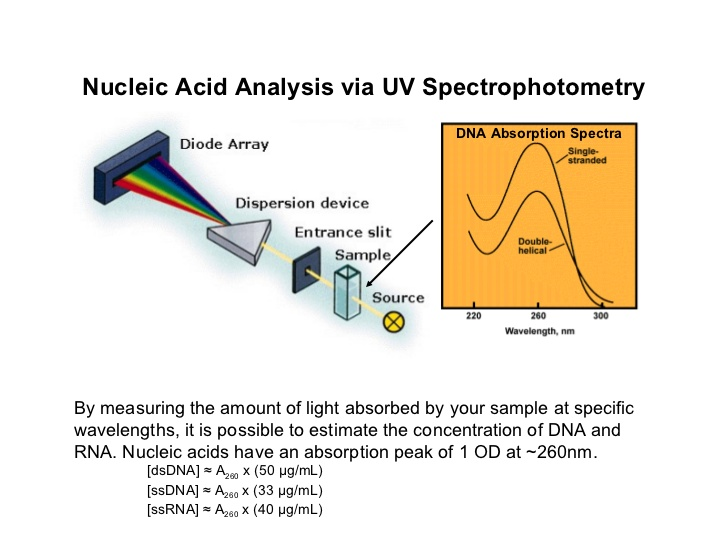 Nucleic Acid Analysis via UV Spectrophotometry
Diode Array
Dispersion device
Entrance slit
Sample
Source
DNA Absorption Spectra
Single-
stranded
Double-
helical
220 260 300
Wavelength, nm
By measuring the amount of light absorbed by your sample at specific
wavelengths, it is possible to estimate the concentration of DNA and
RNA. Nucleic acids have an absorption peak of 1 OD at ~260nm.
[dsDNA] ≈ A₂₆₀ x (50 μg/mL)
[ssDNA] ≈ A₂₆₀ x (33 μg/mL)
[ssRNA] ≈ A₂₆₀ x (40 μg/mL)